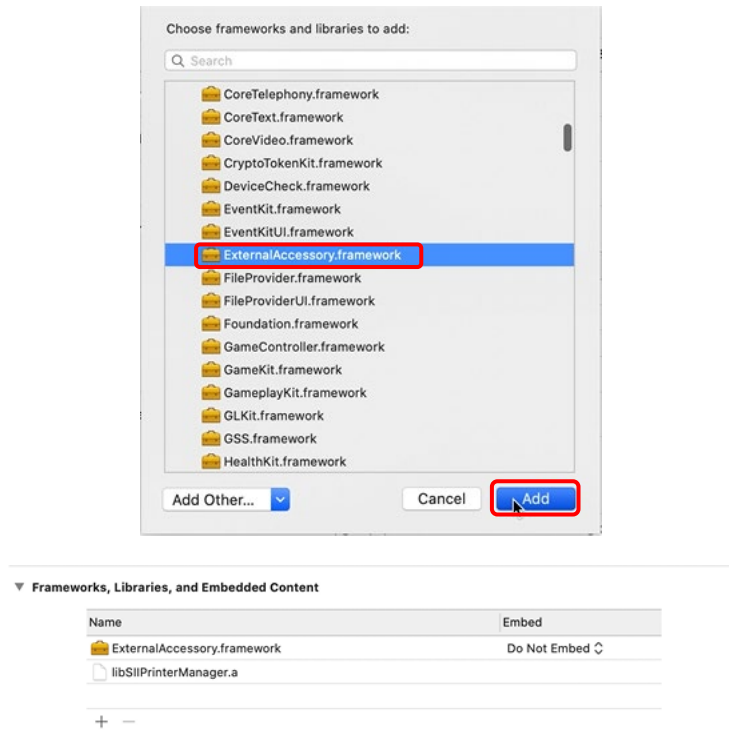 Choose frameworks and libraries to add:
Search
CoreTelephony.framework
CoreText.framework
CoreVideo.framework
CryptoTokenKit.framework
DeviceCheck.framework
EventKit.framework
EventKitUI.framework
ExternalAccessory.framework
FileProvider.framework
FileProviderUI.framework
Foundation.framework
GameController.framework
GameKit.framework
GameplayKit.framework
GLKit.framework
GSS.framework
HealthKit.framework
Add Other... Cancel Add
Frameworks, Libraries, and Embedded Content
Name Embed
ExternalAccessory.framework Do Not Embed
libSIIPrinterManager.a